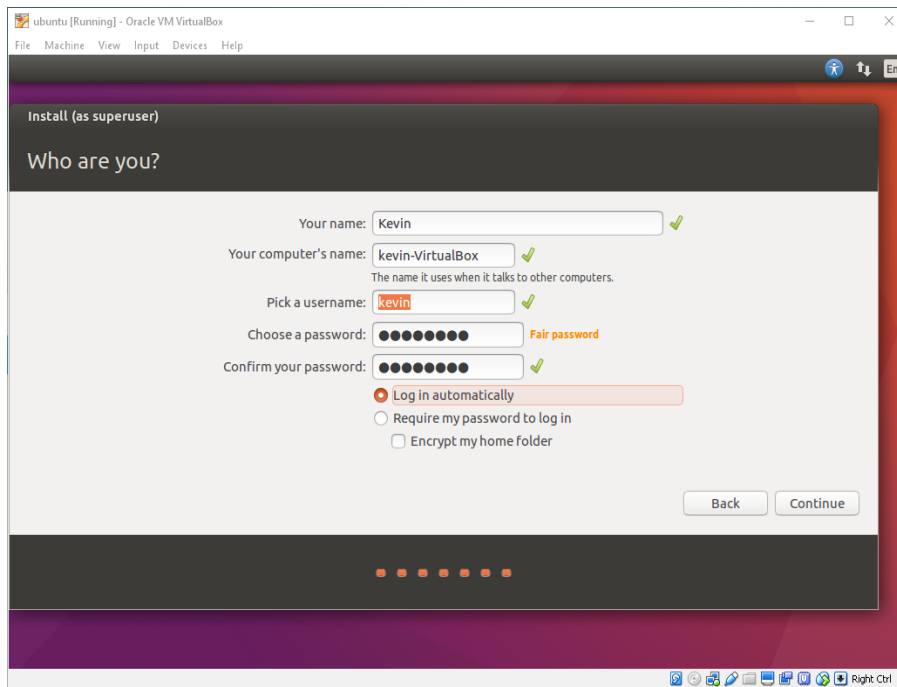 ubuntu [Running] - Oracle VM VirtualBox
File Machine View Input Devices Help
En
Install (as superuser)
Who are you?
Your name: Kevin
Your computer's name: kevin-VirtualBox
The name it uses when it talks to other computers.
Pick a username: kevin
Choose a password: ●●●●●●●● Fair password
Confirm your password: ●●●●●●●●
Log in automatically
Require my password to log in
Encrypt my home folder
Back Continue
Right Ctrl